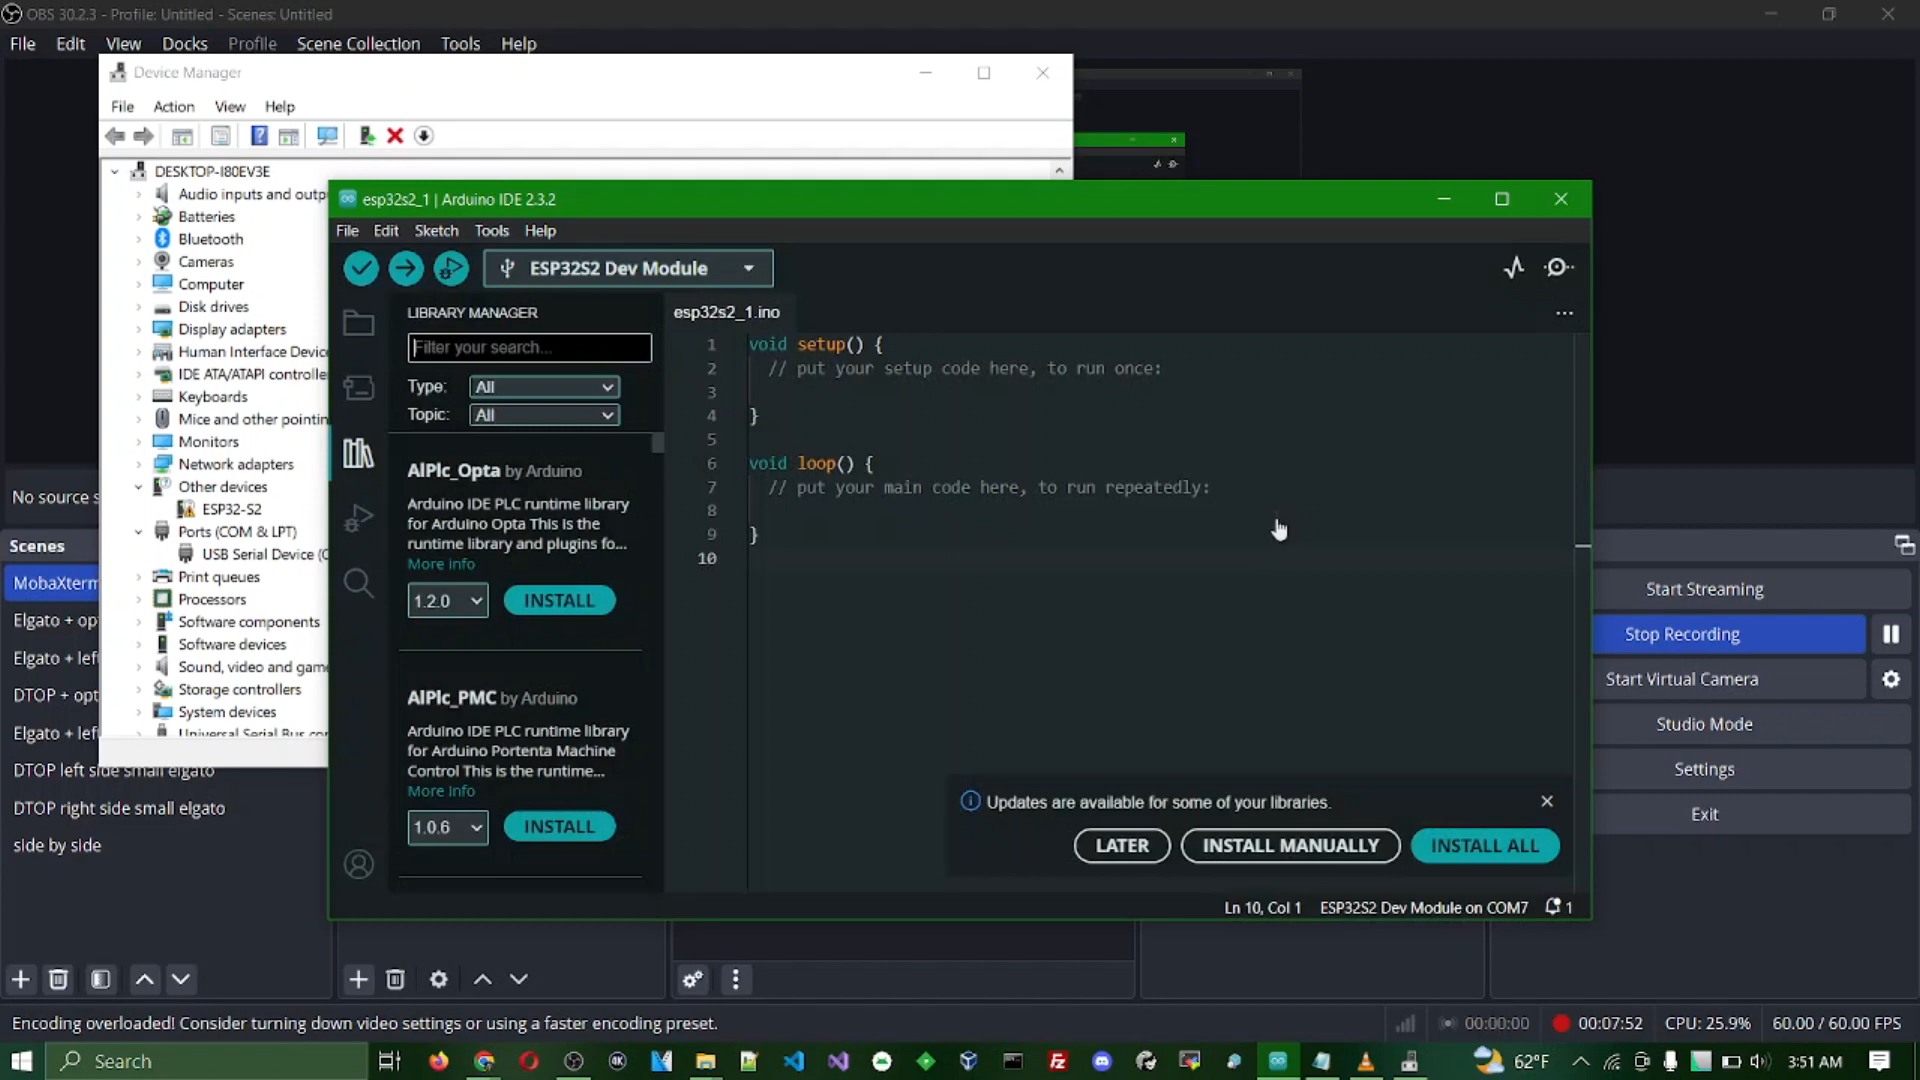 OBS 30.2.3 - Profile: Untitled - Scenes: Untitled
File Edit View Docks Profile Scene Collection Tools Help
Device Manager
File Action View Help
DESKTOP-I80EV3E
Audio inputs and outp
Batteries
Bluetooth
Cameras
Computer
Disk drives
Display adapters
Human Interface Device
IDE ATA/ATAPI controlle
Keyboards
Mice and other pointin
Monitors
Network adapters
Other devices
ESP32-S2
Ports (COM & LPT)
USB Serial Device (C
Print queues
Processors
Software components
Software devices
Sound, video and game
Storage controllers
System devices
Universal Serial Bus con
esp32s2_1 | Arduino IDE 2.3.2
File Edit Sketch Tools Help
ESP32S2 Dev Module
LIBRARY MANAGER
Filter your search...
Type: All
Topic: All
AIPlc_Opta by Arduino
Arduino IDE PLC runtime library
for Arduino Opta This is the
runtime library and plugins fo...
More info
1.2.0 INSTALL
AIPlc_PMC by Arduino
Arduino IDE PLC runtime library
for Arduino Portenta Machine
Control This is the runtime...
More info
1.0.6 INSTALL
esp32s2_1.ino
1 void setup() {
2 // put your setup code here, to run once:
3
4 }
5
6 void loop() {
7 // put your main code here, to run repeatedly:
8
9 }
10
Updates are available for some of your libraries.
LATER INSTALL MANUALLY INSTALL ALL
Ln 10, Col 1 ESP32S2 Dev Module on COM7 1
No source s
Scenes
MobaXterm
Elgato + op
Elgato + left
DTOP + opt
Elgato + left
DTOP left side small elgato
DTOP right side small elgato
side by side
Start Streaming
Stop Recording
Start Virtual Camera
Studio Mode
Settings
Exit
Encoding overloaded! Consider turning down video settings or using a faster encoding preset.
00:00:00 00:07:52 CPU: 25.9% 60.00 / 60.00 FPS
Search
4K
62°F
3:51 AM